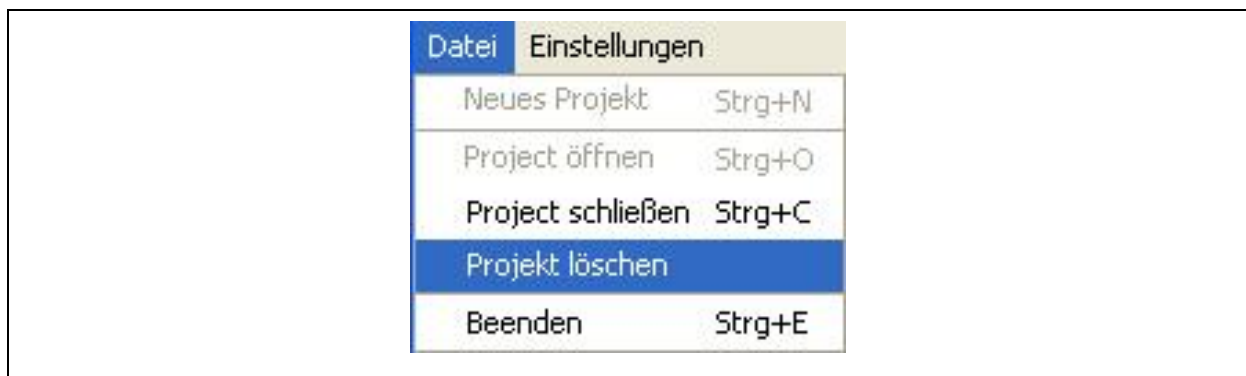 Datei Einstellungen
Neues Projekt Strg+N
Project öffnen Strg+O
Project schließen Strg+C
Projekt löschen
Beenden Strg+E